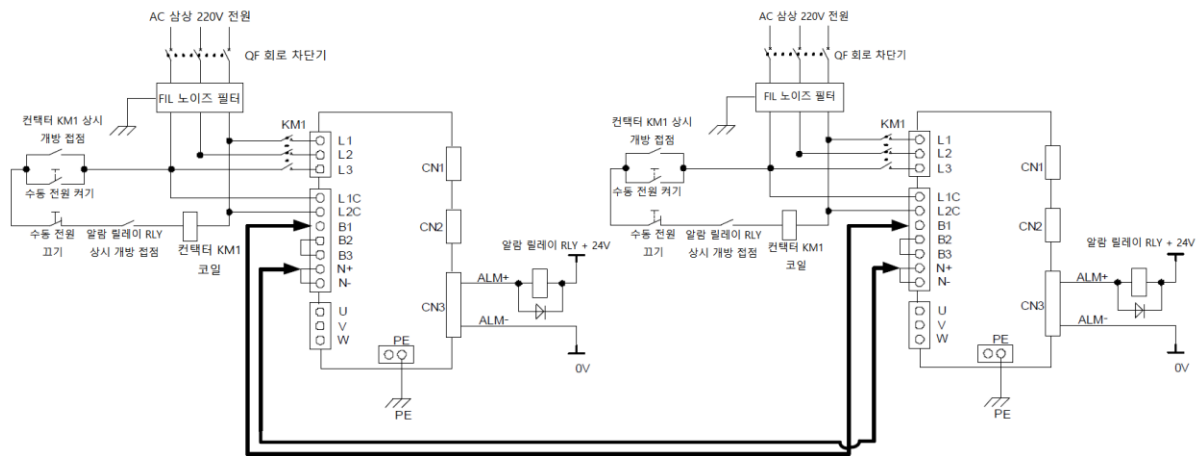 AC 삼상 220V 전원
QF 회로 차단기
FIL 노이즈 필터
컨택터 KM1 상시
개방 접점
KM1
수동 전원 켜기
수동 전원
끄기
알람 릴레이 RLY
상시 개방 접점
컨택터 KM1
코일
L1
L2
L3
L1C
L2C
B1
B2
B3
N+
N-
U
V
W
CN1
CN2
CN3
알람 릴레이 RLY + 24V
ALM+
ALM-
0V
PE
PE
AC 삼상 220V 전원
QF 회로 차단기
FIL 노이즈 필터
컨택터 KM1 상시
개방 접점
KM1
수동 전원 켜기
수동 전원
끄기
알람 릴레이 RLY
상시 개방 접점
컨택터 KM1
코일
L1
L2
L3
L1C
L2C
B1
B2
B3
N+
N-
U
V
W
CN1
CN2
CN3
알람 릴레이 RLY + 24V
ALM+
ALM-
0V
PE
PE